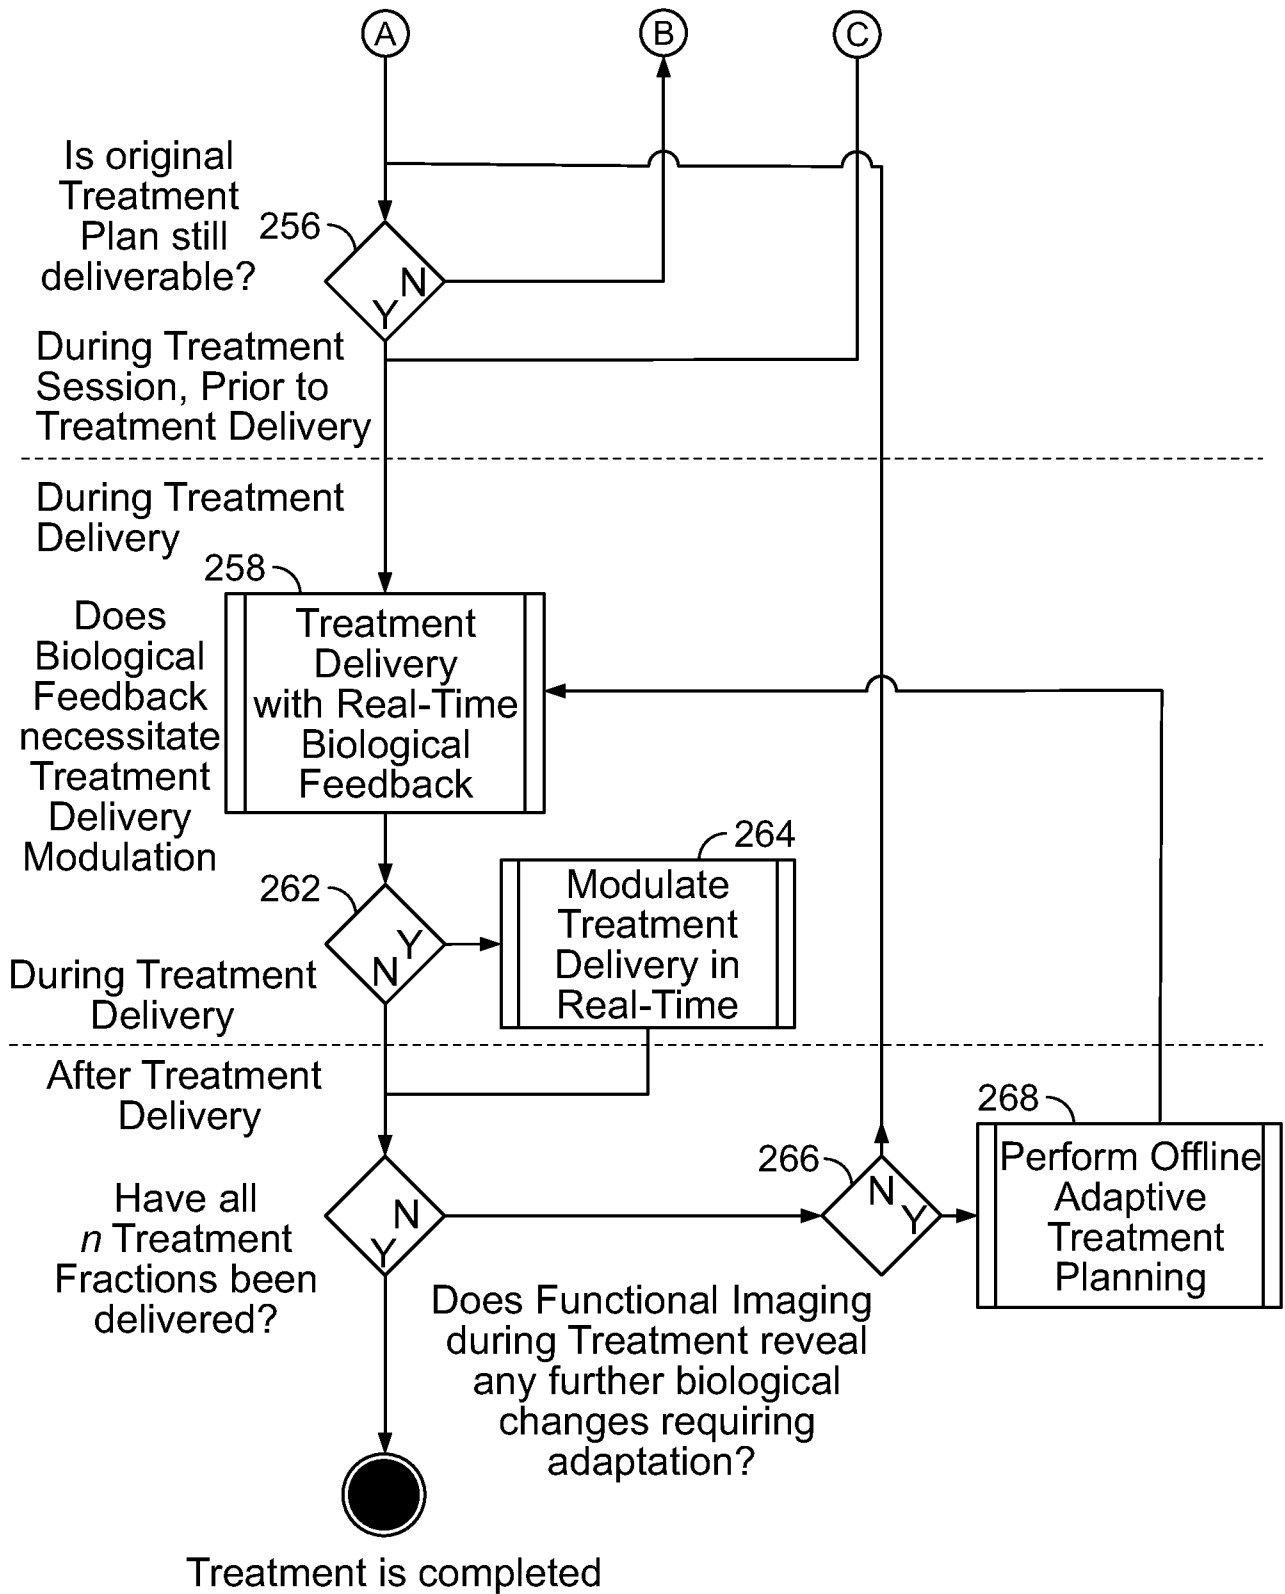 A
B
C
Is original
Treatment
Plan still
deliverable?
256
N
Y
During Treatment
Session, Prior to
Treatment Delivery
During Treatment
Delivery
258
Does
Biological
Feedback
necessitate
Treatment
Delivery
Modulation
Treatment
Delivery
with Real-Time
Biological
Feedback
262
Y
N
264
Modulate
Treatment
Delivery in
Real-Time
During Treatment
Delivery
After Treatment
Delivery
Have all
n Treatment
Fractions been
delivered?
N
Y
266
N
Y
268
Perform Offline
Adaptive
Treatment
Planning
Does Functional Imaging
during Treatment reveal
any further biological
changes requiring
adaptation?
Treatment is completed